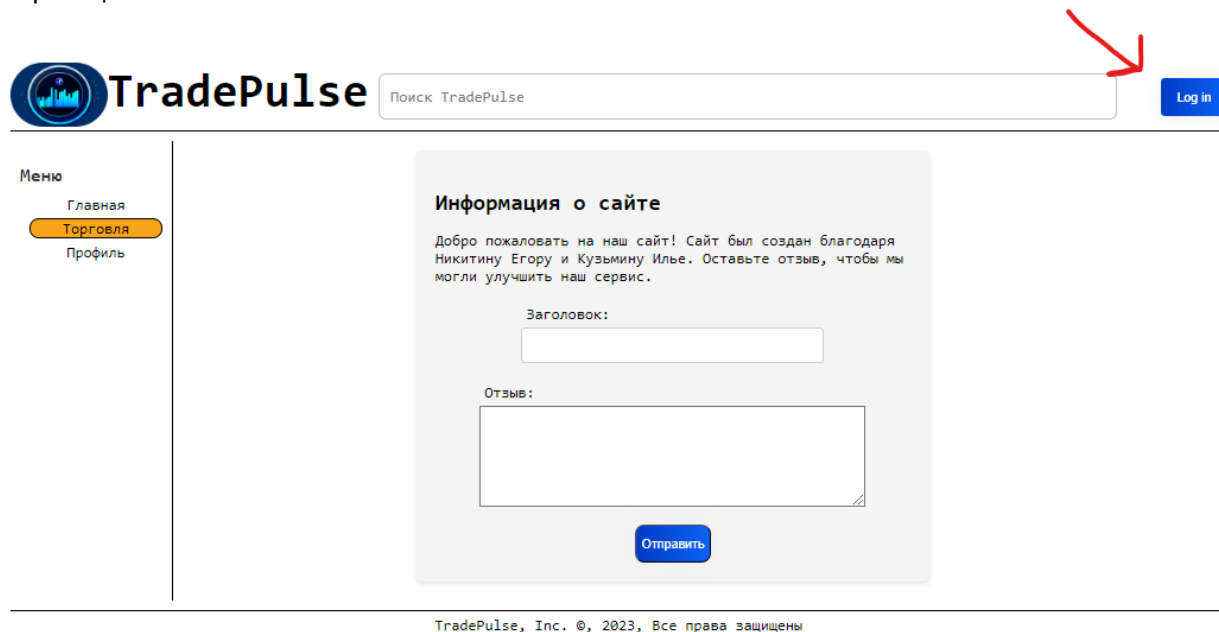 TradePulse
Поиск TradePulse
Log in
Меню
Главная
Торговля
Профиль
Информация о сайте
Добро пожаловать на наш сайт! Сайт был создан благодаря
Никитину Егору и Кузьмину Илье. Оставьте отзыв, чтобы мы
могли улучшить наш сервис.
Заголовок:
Отзыв:
Отправить
TradePulse, Inc. ©, 2023, Все права защищены